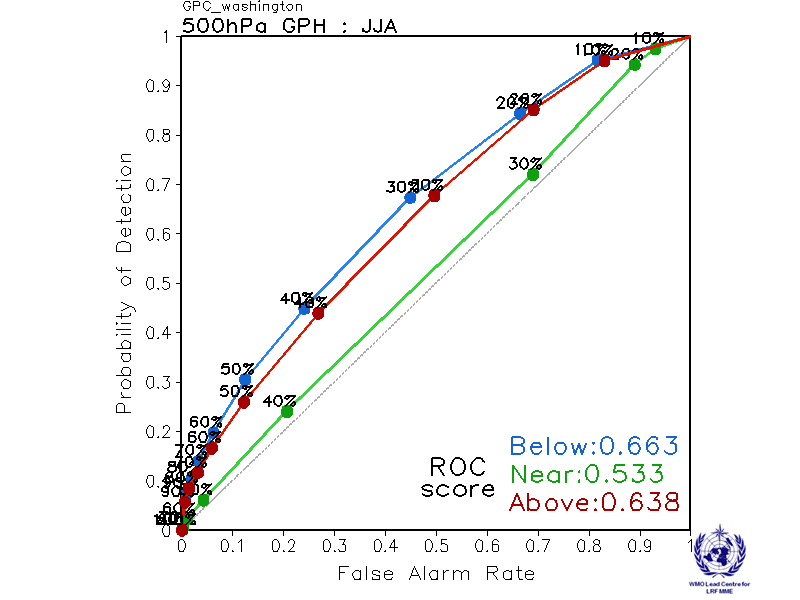 GPC_washington
500hPa GPH : JJA
1
0.9
0.8
0.7
0.6
0.5
0.4
0.3
0.2
0.1
0
Probability of Detection
10%
10%
10%
20%
20%
20%
30%
30%
30%
40%
40%
40%
50%
50%
60%
60%
ROC
score
Below:0.663
Near:0.533
Above:0.638
0 0.1 0.2 0.3 0.4 0.5 0.6 0.7 0.8 0.9 1
False Alarm Rate
WMO Lead Centre for
LRF MME